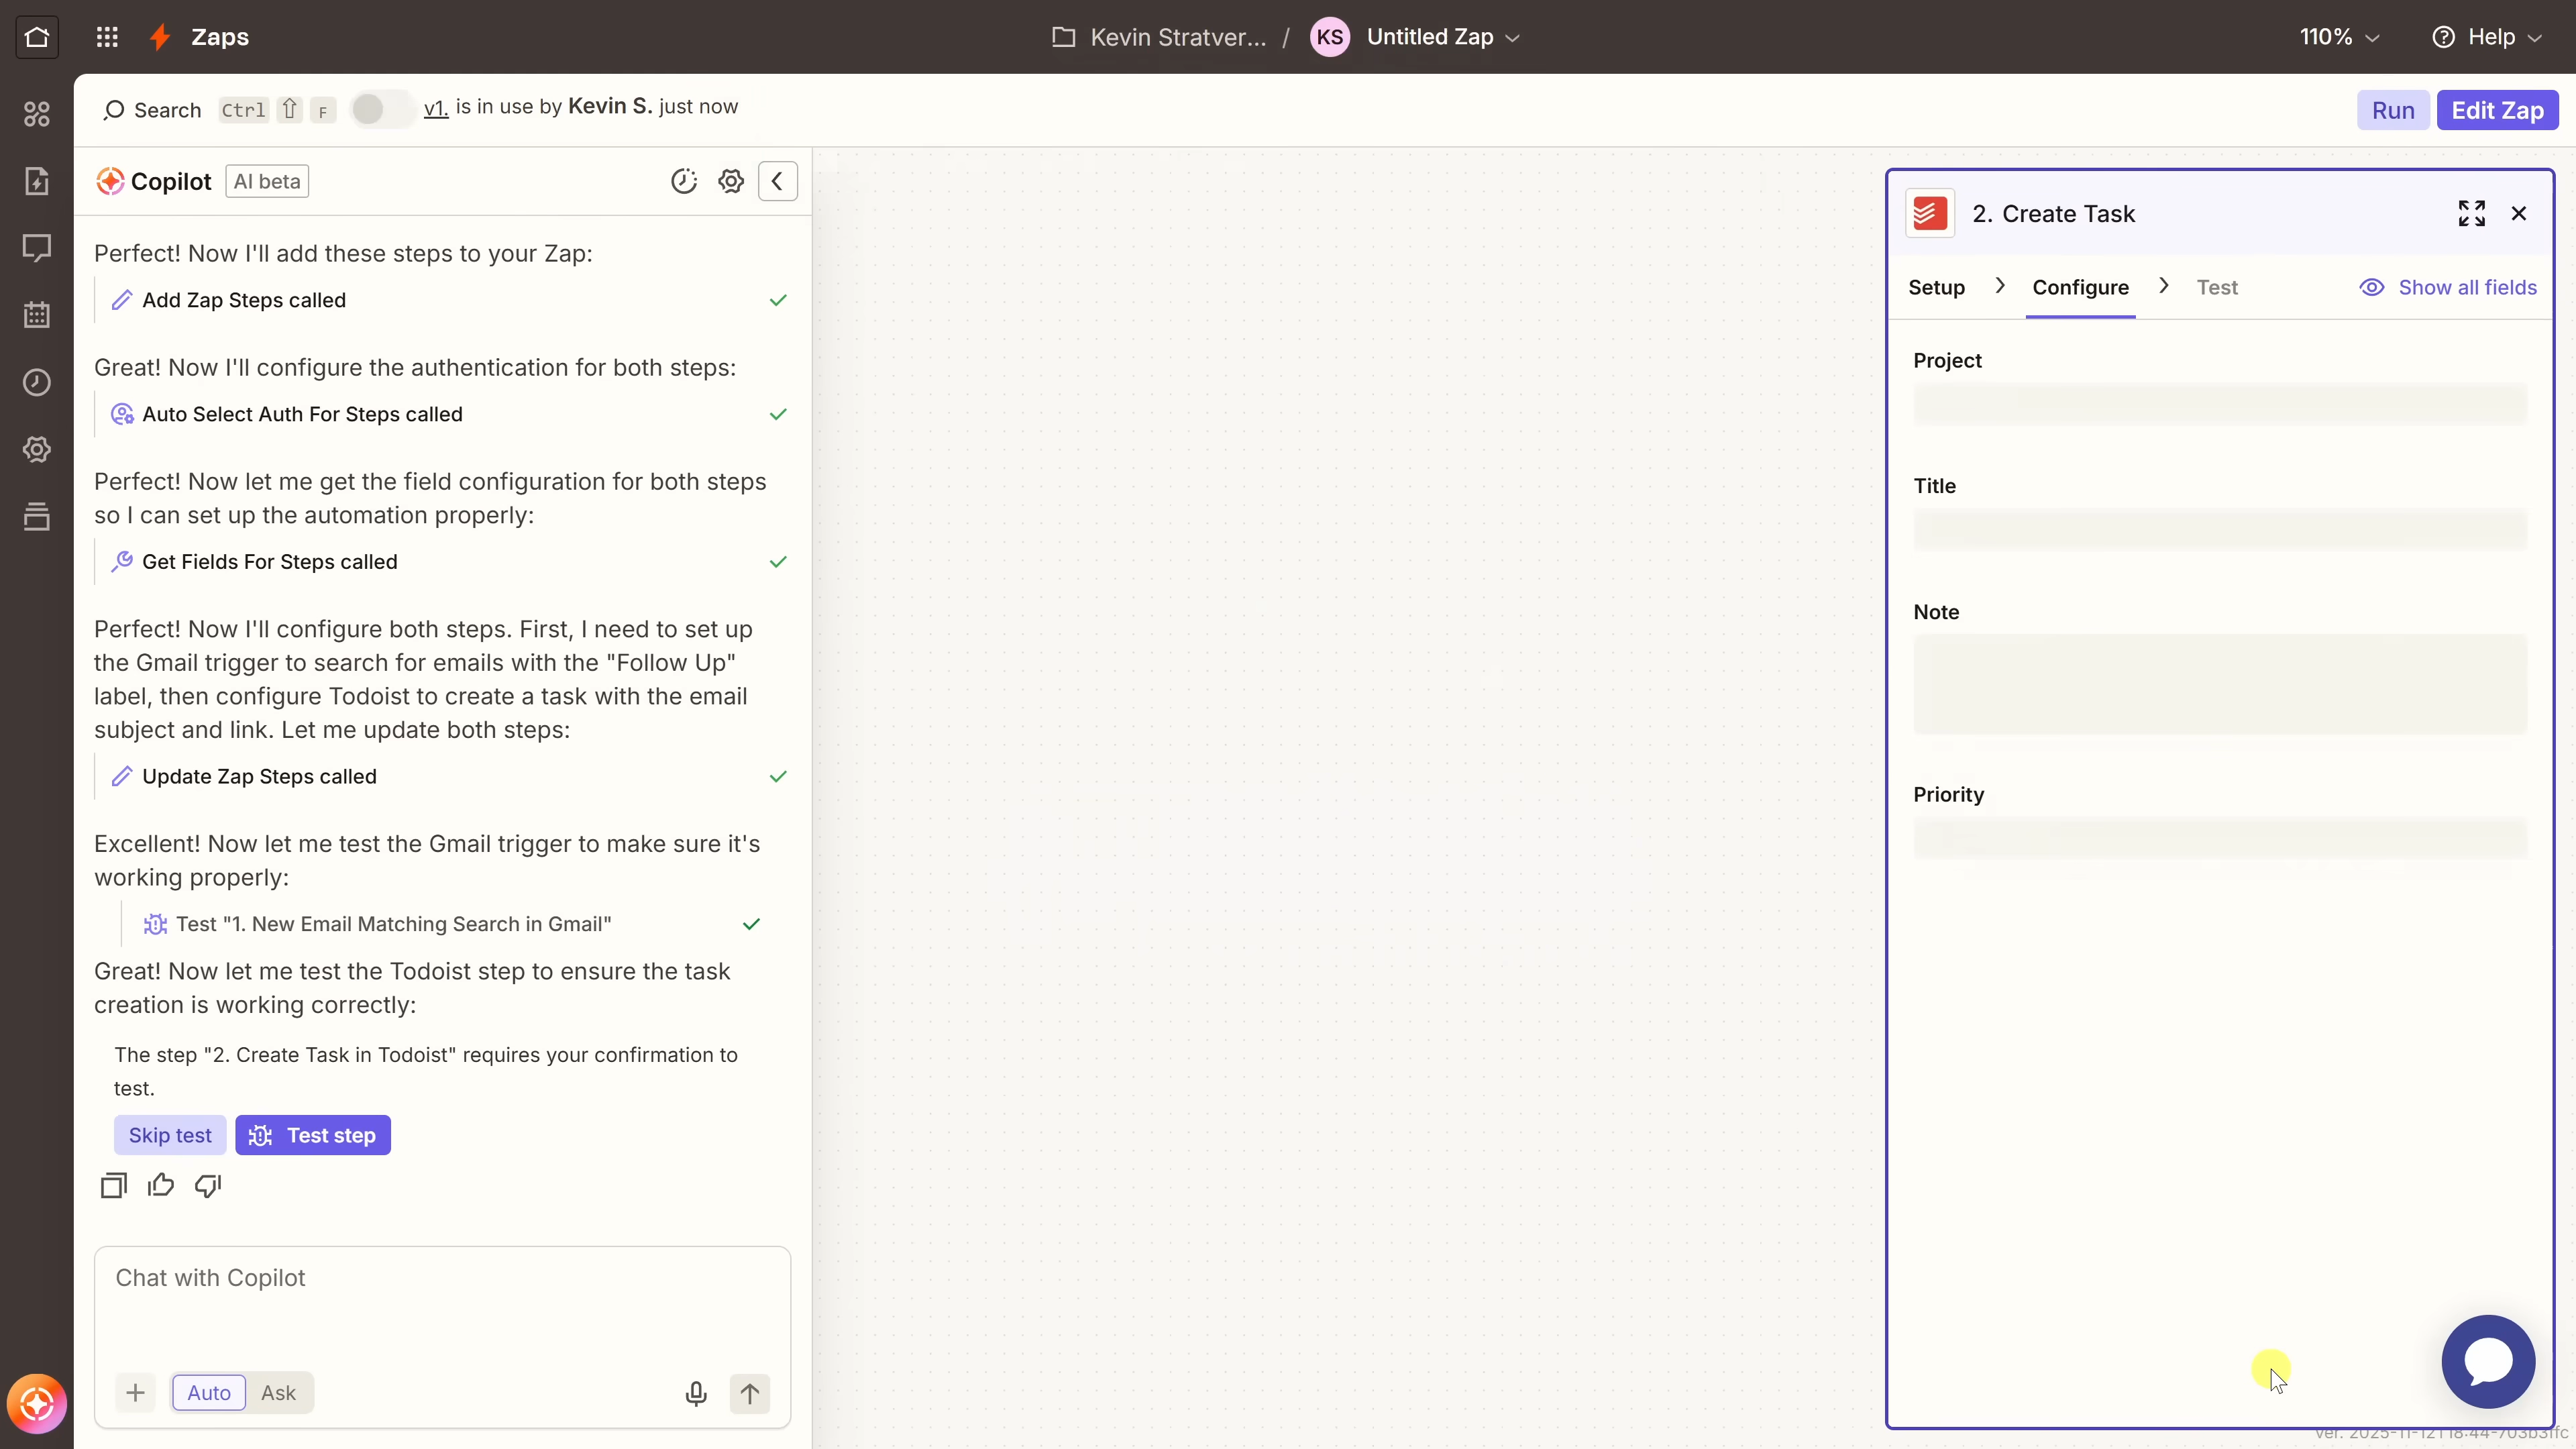 Zaps
Kevin Stratver... / KS Untitled Zap
110%
Help
Search Ctrl ⇧ F
v1. is in use by Kevin S. just now
Run
Edit Zap
Copilot AI beta
Perfect! Now I'll add these steps to your Zap:
Add Zap Steps called
Great! Now I'll configure the authentication for both steps:
Auto Select Auth For Steps called
Perfect! Now let me get the field configuration for both steps
so I can set up the automation properly:
Get Fields For Steps called
Perfect! Now I'll configure both steps. First, I need to set up
the Gmail trigger to search for emails with the "Follow Up"
label, then configure Todoist to create a task with the email
subject and link. Let me update both steps:
Update Zap Steps called
Excellent! Now let me test the Gmail trigger to make sure it's
working properly:
Test "1. New Email Matching Search in Gmail"
Great! Now let me test the Todoist step to ensure the task
creation is working correctly:
The step "2. Create Task in Todoist" requires your confirmation to
test.
Skip test
Test step
Chat with Copilot
Auto
Ask
2. Create Task
Setup
Configure
Test
Show all fields
Project
Title
Note
Priority